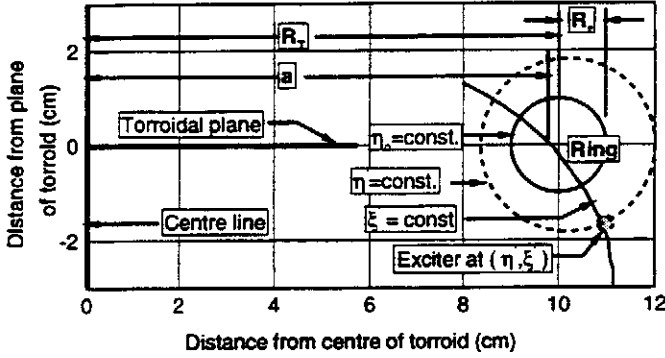 R_T
R_r
a
Torroidal plane
η_o=const.
Ring
η=const.
ξ = const
Centre line
Exciter at (η,ξ)
Distance from plane
of torroid (cm)
2
0
-2
0
2
4
6
8
10
12
Distance from centre of torroid (cm)